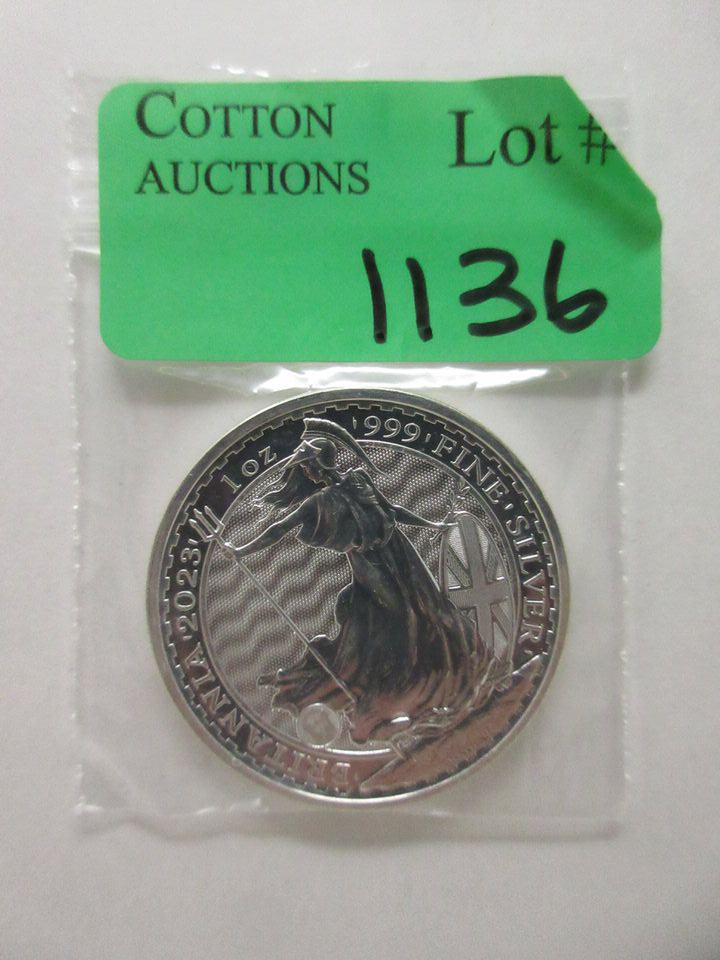 COTTON
AUCTIONS
Lot #
1136
BRITANNIA · 2023 · 1 oz · 999 · FINE · SILVER ·